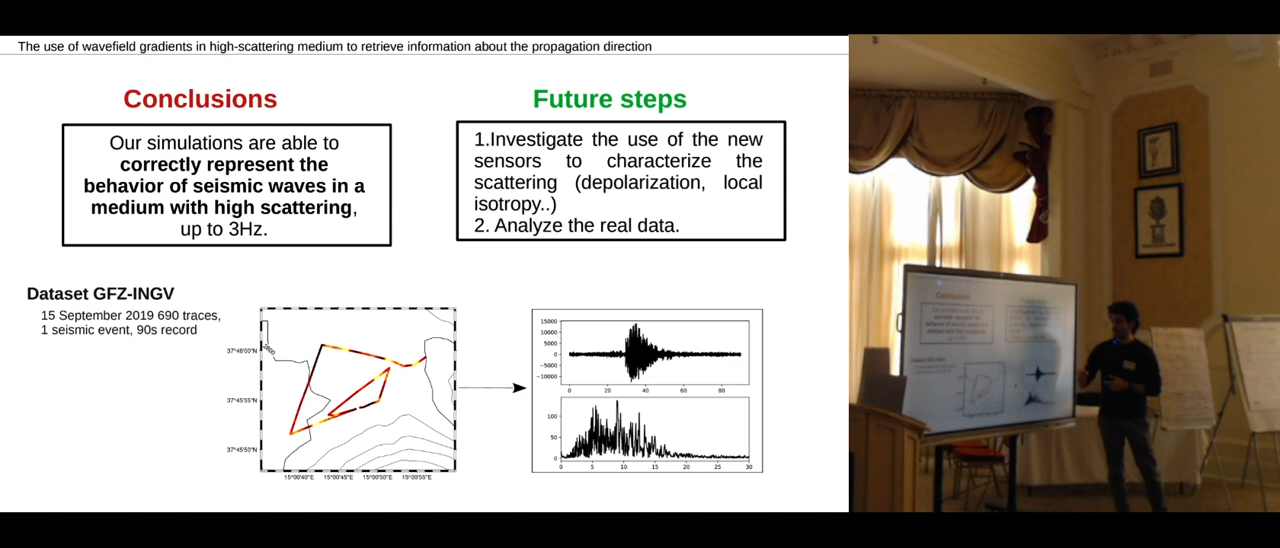 The use of wavefield gradients in high-scattering medium to retrieve information about the propagation direction
Conclusions
Our simulations are able to
correctly represent the
behavior of seismic waves in a
medium with high scattering,
up to 3Hz.
Future steps
1.Investigate the use of the new
sensors to characterize the
scattering (depolarization, local
isotropy..)
2. Analyze the real data.
Dataset GFZ-INGV
15 September 2019 690 traces,
1 seismic event, 90s record
2800
37°46'00"N
37°45'55"N
37°45'50"N
15°00'40"E 15°00'45"E 15°00'50"E 15°00'55"E
15000
10000
5000
0
−5000
−10000
0 20 40 60 80
100
50
0
0 5 10 15 20 25 30
Conclusions